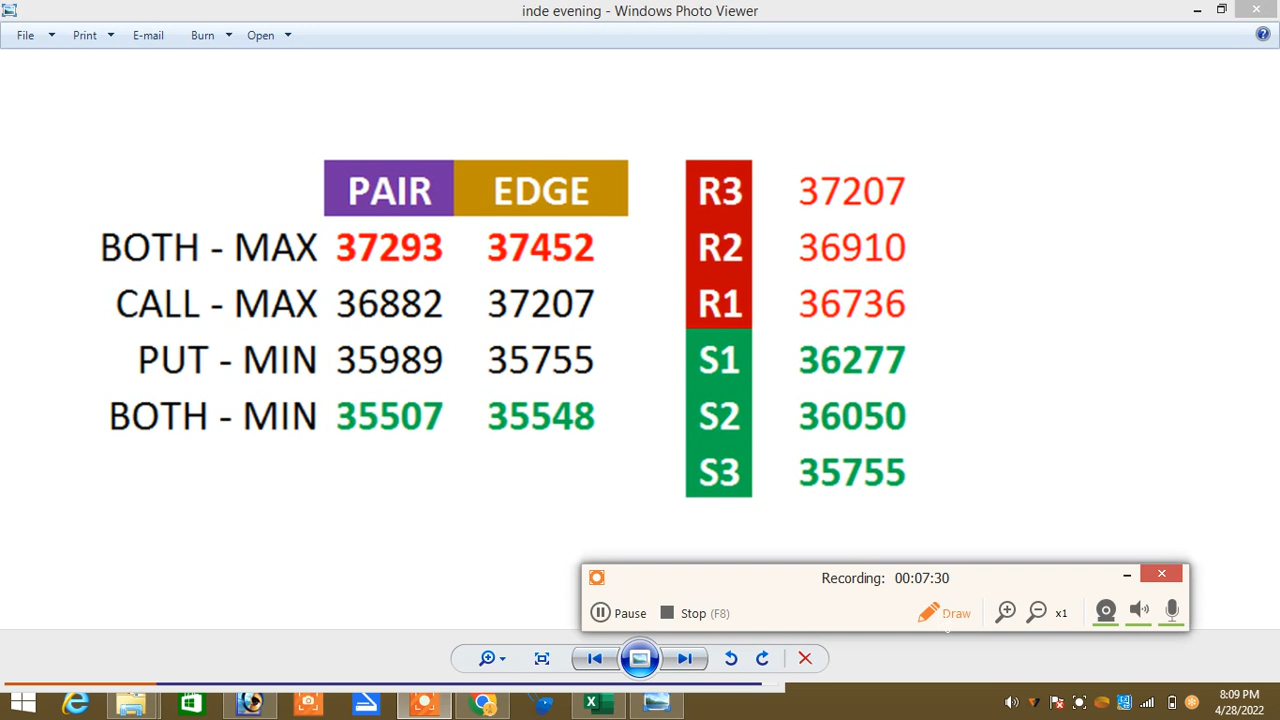 inde evening - Windows Photo Viewer
File Print E-mail Burn Open
PAIR EDGE
BOTH - MAX 37293 37452
CALL - MAX 36882 37207
PUT - MIN 35989 35755
BOTH - MIN 35507 35548
R3 37207
R2 36910
R1 36736
S1 36277
S2 36050
S3 35755
Recording: 00:07:30
Pause Stop (F8) Draw x1
8:09 PM
4/28/2022